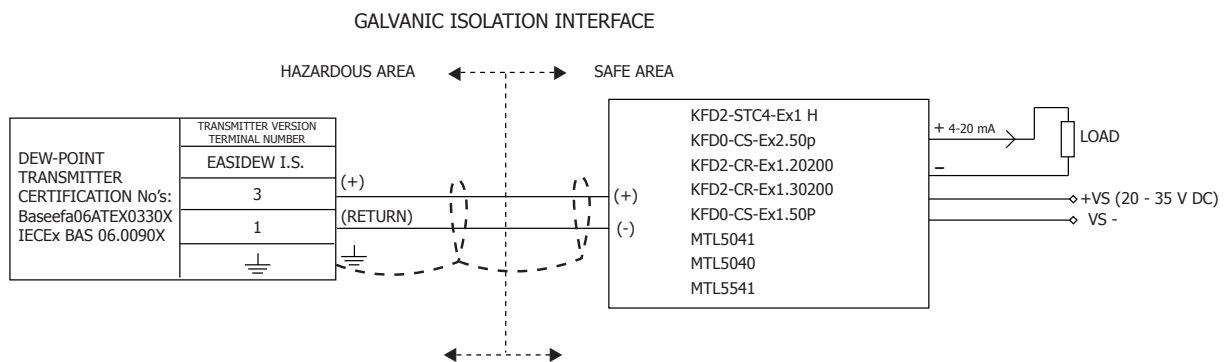 GALVANIC ISOLATION INTERFACE
HAZARDOUS AREA
SAFE AREA
DEW-POINT
TRANSMITTER
CERTIFICATION No's:
Baseefa06ATEX0330X
IECEx BAS 06.0090X
TRANSMITTER VERSION
TERMINAL NUMBER
EASIDEW I.S.
3
1
(+)
(RETURN)
(+)
(-)
KFD2-STC4-Ex1 H
KFD0-CS-Ex2.50p
KFD2-CR-Ex1.20200
KFD2-CR-Ex1.30200
KFD0-CS-Ex1.50P
MTL5041
MTL5040
MTL5541
+ 4-20 mA
–
LOAD
+VS (20 - 35 V DC)
VS -